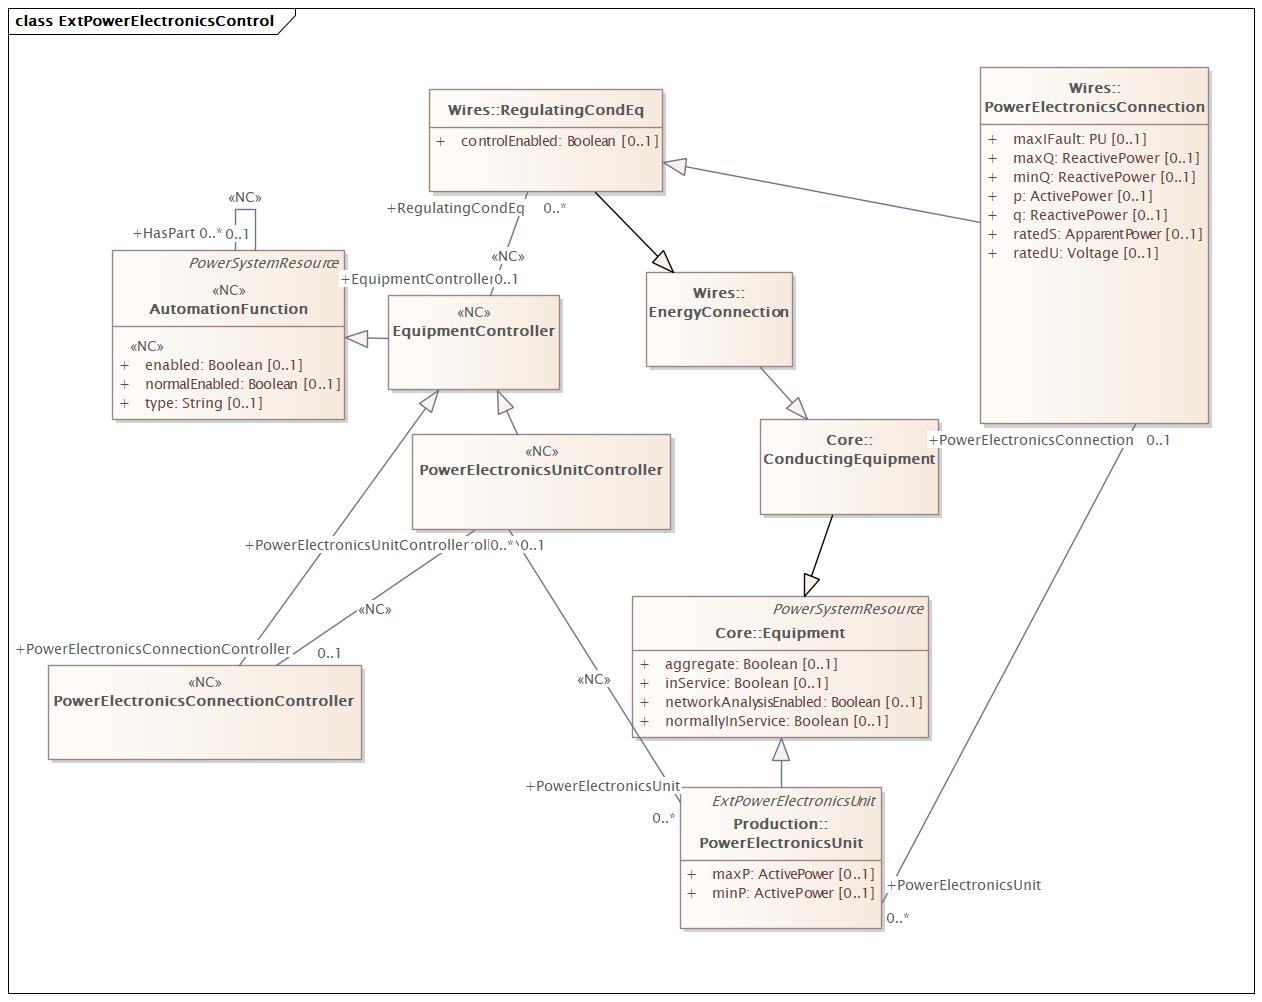 class ExtPowerElectronicsControl
Wires::RegulatingCondEq
+ controlEnabled: Boolean [0..1]
Wires::
PowerElectronicsConnection
+ maxIFault: PU [0..1]
+ maxQ: ReactivePower [0..1]
+ minQ: ReactivePower [0..1]
+ p: ActivePower [0..1]
+ q: ReactivePower [0..1]
+ ratedS: ApparentPower [0..1]
+ ratedU: Voltage [0..1]
«NC»
+HasPart 0..* 0..1
+RegulatingCondEq 0..*
«NC»
+EquipmentController 0..1
PowerSystemResource
«NC»
AutomationFunction
«NC»
+ enabled: Boolean [0..1]
+ normalEnabled: Boolean [0..1]
+ type: String [0..1]
«NC»
EquipmentController
Wires::
EnergyConnection
Core::
ConductingEquipment
+PowerElectronicsConnection 0..1
«NC»
PowerElectronicsUnitController
+PowerElectronicsUnitController 0..* 0..1
«NC»
«NC»
+PowerElectronicsConnectionController
0..1
«NC»
PowerElectronicsConnectionController
PowerSystemResource
Core::Equipment
+ aggregate: Boolean [0..1]
+ inService: Boolean [0..1]
+ networkAnalysisEnabled: Boolean [0..1]
+ normallyInService: Boolean [0..1]
+PowerElectronicsUnit
0..*
ExtPowerElectronicsUnit
Production::
PowerElectronicsUnit
+ maxP: ActivePower [0..1]
+ minP: ActivePower [0..1]
+PowerElectronicsUnit
0..*